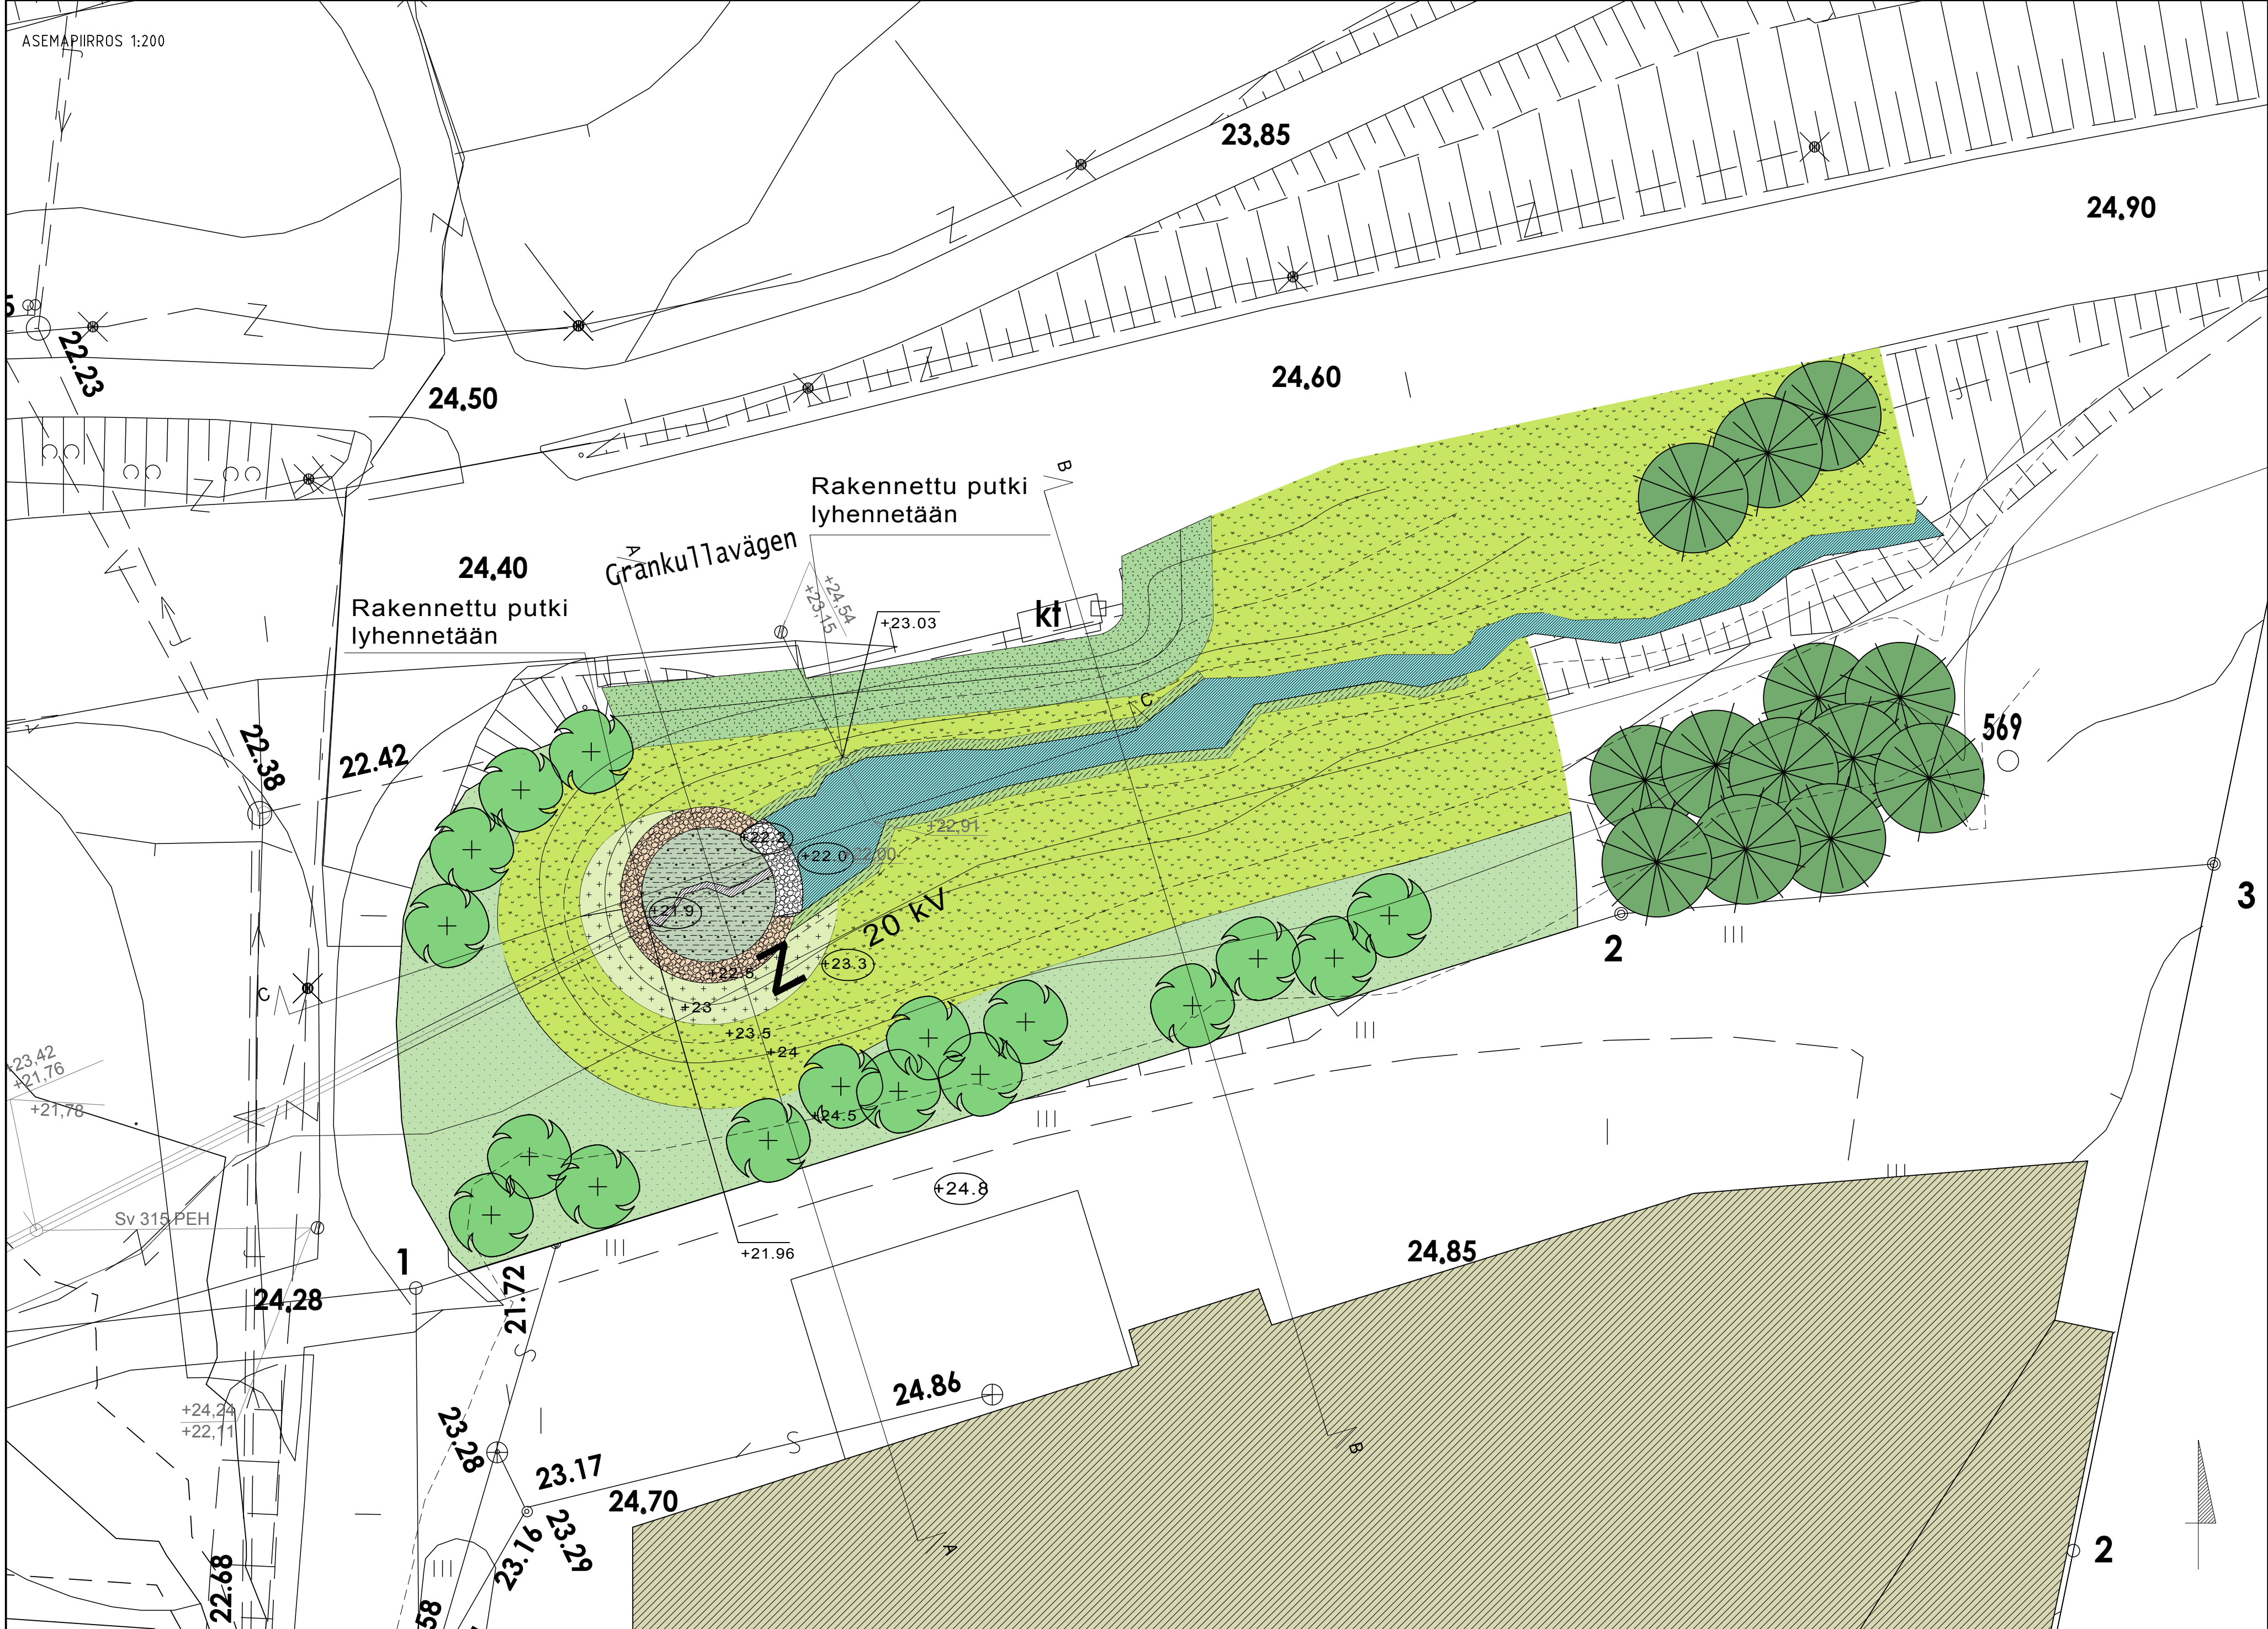 ASEMAPIIRROS 1:200
23.85
24.90
22.23
24.50
24.60
B
Rakennettu putki
lyhennetään
A
Grankullavägen
24.40
Rakennettu putki
lyhennetään
+24,54
+23,15
+23.03
kt
C
22.38
22.42
569
+22.2
+22.0
22,00
+22,91
+21.9
20 kV
Z
+22.5
+23.3
+23
+23.5
+24
+24.5
C
2
3
+23,42
+21,76
+21,78
Sv 315 PEH
+24.8
+21.96
1
24.28
21.72
24.85
24.86
+24,24
+22,11
23.28
23.17
24.70
23.16
23.29
22.68
58
S
S
A
B
2